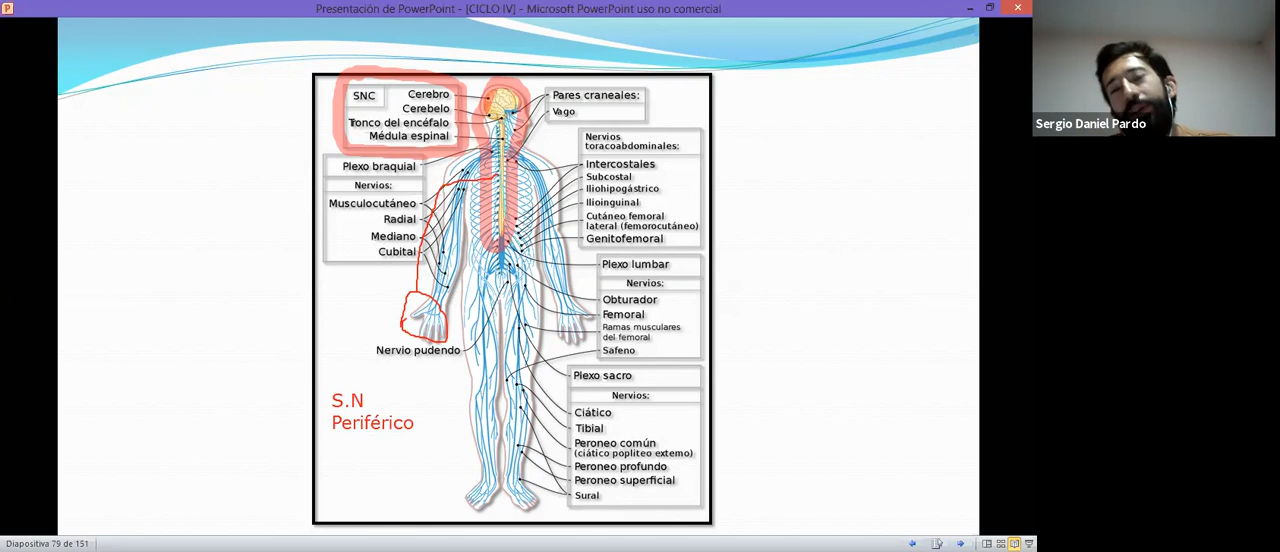 Presentación de PowerPoint - [CICLO IV] - Microsoft PowerPoint uso no comercial
Sergio Daniel Pardo
SNC
Cerebro
Cerebelo
Tronco del encéfalo
Médula espinal
Pares craneales:
Vago
Plexo braquial
Nervios:
Musculocutáneo
Radial
Mediano
Cubital
Nervios
toracoabdominales:
Intercostales
Subcostal
Iliohipogástrico
Ilioinguinal
Cutáneo femoral
lateral (femorocutáneo)
Genitofemoral
Plexo lumbar
Nervios:
Obturador
Femoral
Ramas musculares
del femoral
Safeno
Nervio pudendo
Plexo sacro
Nervios:
Ciático
Tibial
Peroneo común
(ciático popliteo externo)
Peroneo profundo
Peroneo superficial
Sural
S.N
Periférico
Diapositiva 79 de 151